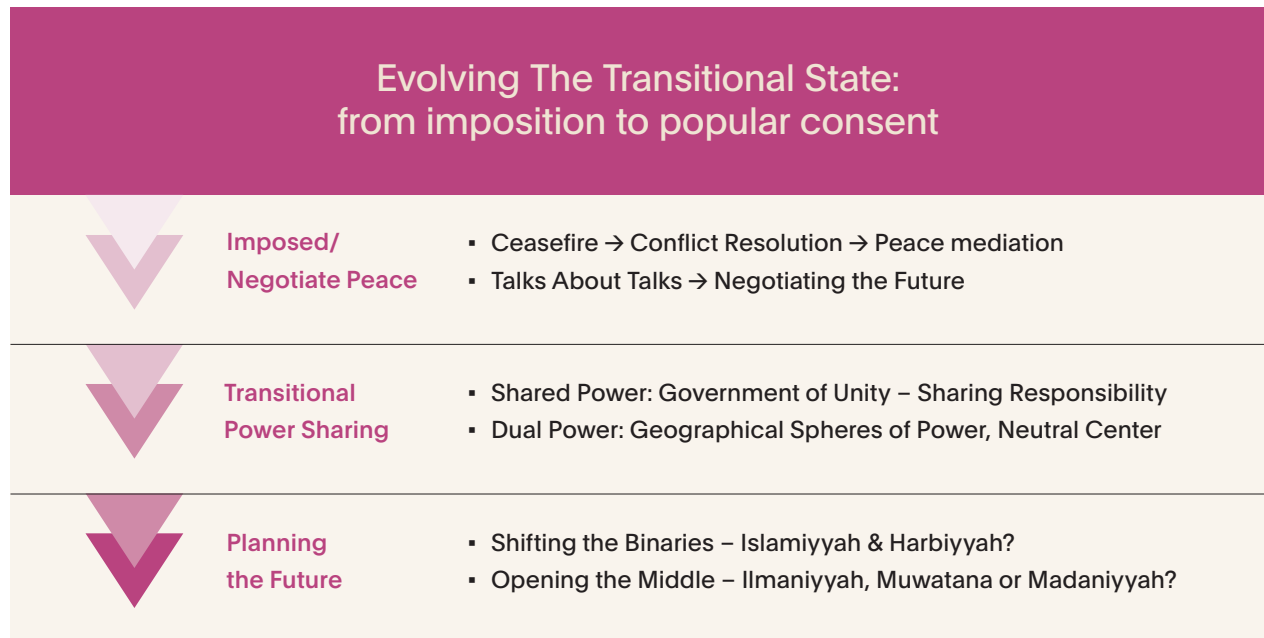 Evolving The Transitional State:
from imposition to popular consent
Imposed/
Negotiate Peace
▪ Ceasefire → Conflict Resolution → Peace mediation
▪ Talks About Talks → Negotiating the Future
Transitional
Power Sharing
▪ Shared Power: Government of Unity – Sharing Responsibility
▪ Dual Power: Geographical Spheres of Power, Neutral Center
Planning
the Future
▪ Shifting the Binaries – Islamiyyah & Harbiyyah?
▪ Opening the Middle – Ilmaniyyah, Muwatana or Madaniyyah?